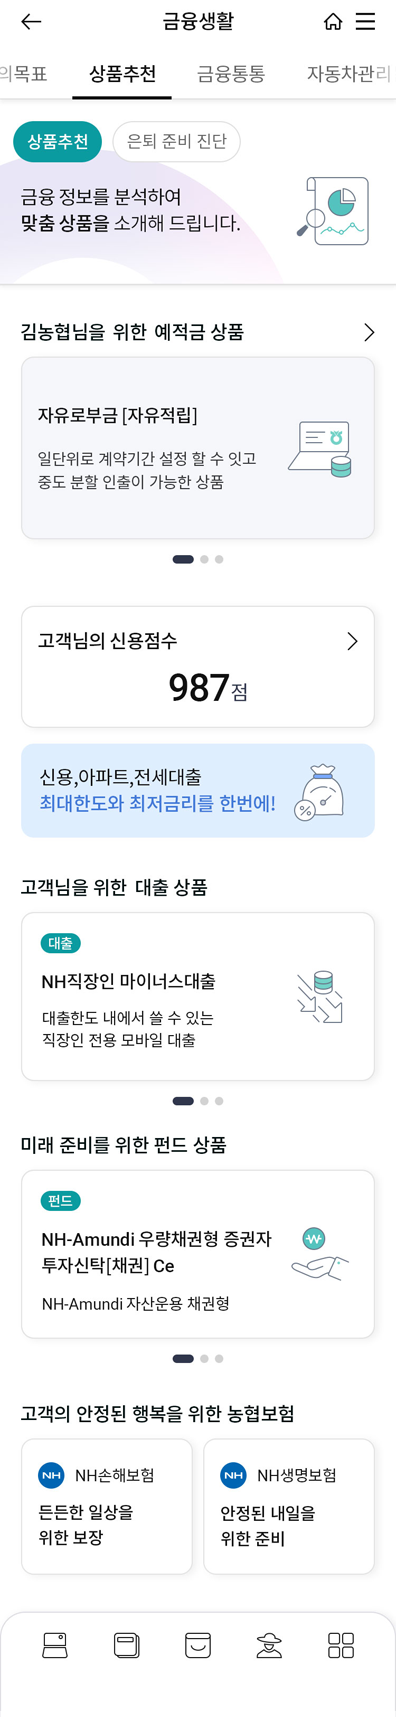 금융생활
의목표 상품추천 금융통통 자동차관리
상품추천 은퇴 준비 진단
금융 정보를 분석하여
맞춤 상품을 소개해 드립니다.
김농협님을 위한 예적금 상품
자유로부금 [자유적립]
일단위로 계약기간 설정 할 수 잇고
중도 분할 인출이 가능한 상품
고객님의 신용점수
987점
신용,아파트,전세대출
최대한도와 최저금리를 한번에!
%
고객님을 위한 대출 상품
대출
NH직장인 마이너스대출
대출한도 내에서 쓸 수 있는
직장인 전용 모바일 대출
미래 준비를 위한 펀드 상품
펀드
NH-Amundi 우량채권형 증권자
투자신탁[채권] Ce
NH-Amundi 자산운용 채권형
고객의 안정된 행복을 위한 농협보험
NH NH손해보험
든든한 일상을
위한 보장
NH NH생명보험
안정된 내일을
위한 준비